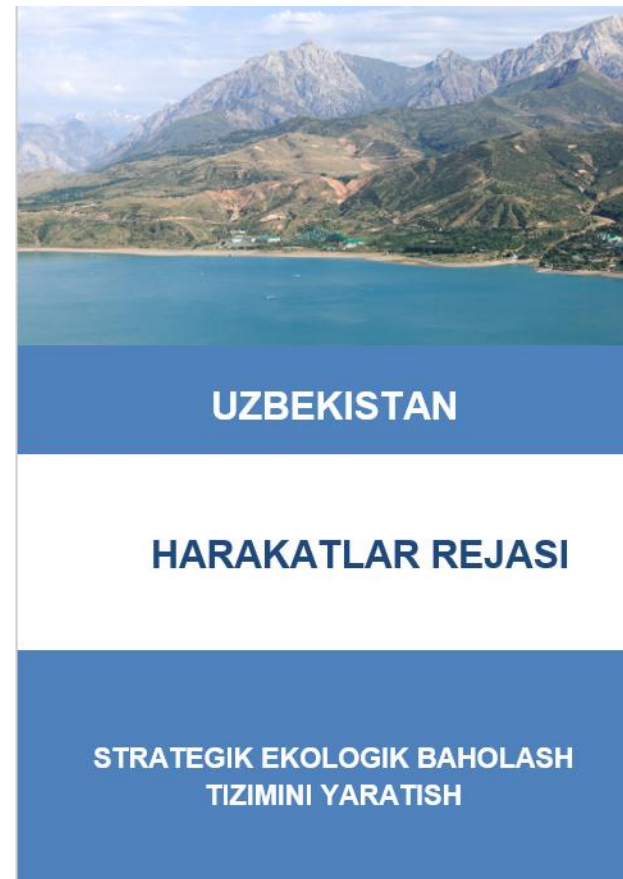 UZBEKISTAN
HARAKATLAR REJASI
STRATEGIK EKOLOGIK BAHOLASH
TIZIMINI YARATISH